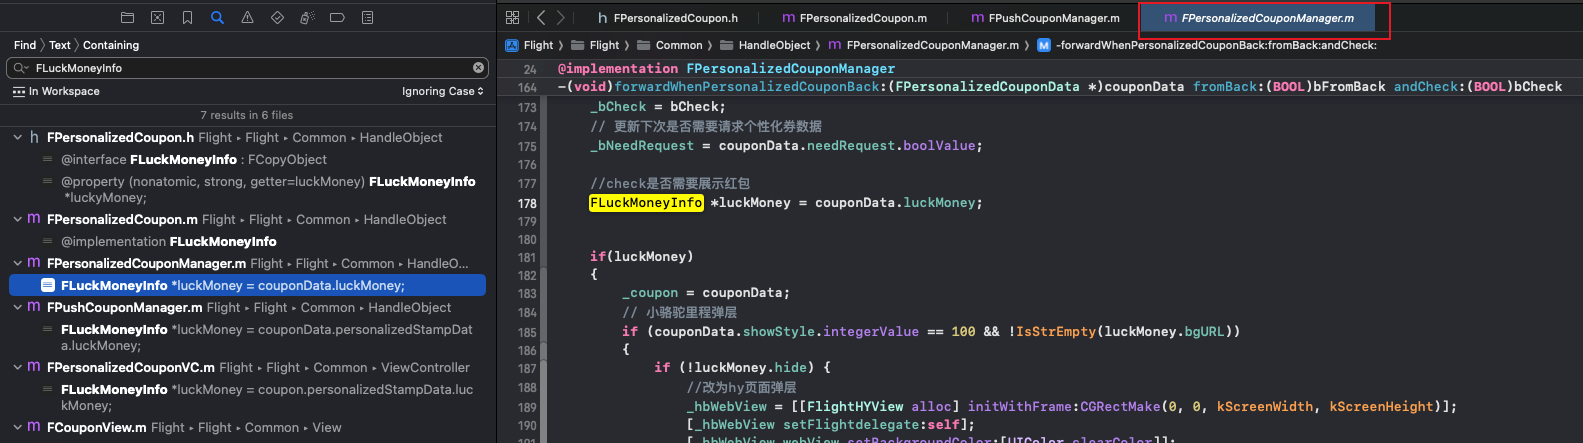 Find > Text > Containing
FLuckMoneyInfo
In Workspace Ignoring Case
7 results in 6 files
FPersonalizedCoupon.h Flight ▸ Flight ▸ Common ▸ HandleObject
@interface FLuckMoneyInfo : FCopyObject
@property (nonatomic, strong, getter=luckMoney) FLuckMoneyInfo
*luckyMoney;
FPersonalizedCoupon.m Flight ▸ Flight ▸ Common ▸ HandleObject
@implementation FLuckMoneyInfo
FPersonalizedCouponManager.m Flight ▸ Flight ▸ Common ▸ HandleO...
FLuckMoneyInfo *luckMoney = couponData.luckMoney;
FPushCouponManager.m Flight ▸ Flight ▸ Common ▸ HandleObject
FLuckMoneyInfo *luckMoney = couponData.personalizedStampDat
a.luckMoney;
FPersonalizedCouponVC.m Flight ▸ Flight ▸ Common ▸ ViewController
FLuckMoneyInfo *luckMoney = coupon.personalizedStampData.luc
kMoney;
FCouponView.m Flight ▸ Flight ▸ Common ▸ View
h FPersonalizedCoupon.h m FPersonalizedCoupon.m m FPushCouponManager.m m FPersonalizedCouponManager.m
Flight > Flight > Common > HandleObject > m FPersonalizedCouponManager.m > M -forwardWhenPersonalizedCouponBack:fromBack:andCheck:
24 @implementation FPersonalizedCouponManager
164 -(void)forwardWhenPersonalizedCouponBack:(FPersonalizedCouponData *)couponData fromBack:(BOOL)bFromBack andCheck:(BOOL)bCheck
173 _bCheck = bCheck;
174 // 更新下次是否需要请求个性化券数据
175 _bNeedRequest = couponData.needRequest.boolValue;
176
177 //check是否需要展示红包
178 FLuckMoneyInfo *luckMoney = couponData.luckMoney;
179
180
181 if(luckMoney)
182 {
183 _coupon = couponData;
184 // 小骆驼里程弹层
185 if (couponData.showStyle.integerValue == 100 && !IsStrEmpty(luckMoney.bgURL))
186 {
187 if (!luckMoney.hide) {
188 //改为hy页面弹层
189 _hbWebView = [[FlightHYView alloc] initWithFrame:CGRectMake(0, 0, kScreenWidth, kScreenHeight)];
190 [_hbWebView setFlightdelegate:self];
191 [_hbWebView.webView setBackgroundColor:[UIColor clearColor]];